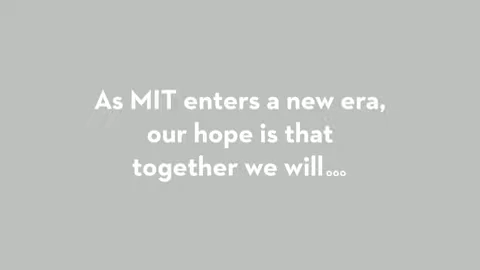 As MIT enters a new era,
our hope is that
together we will...